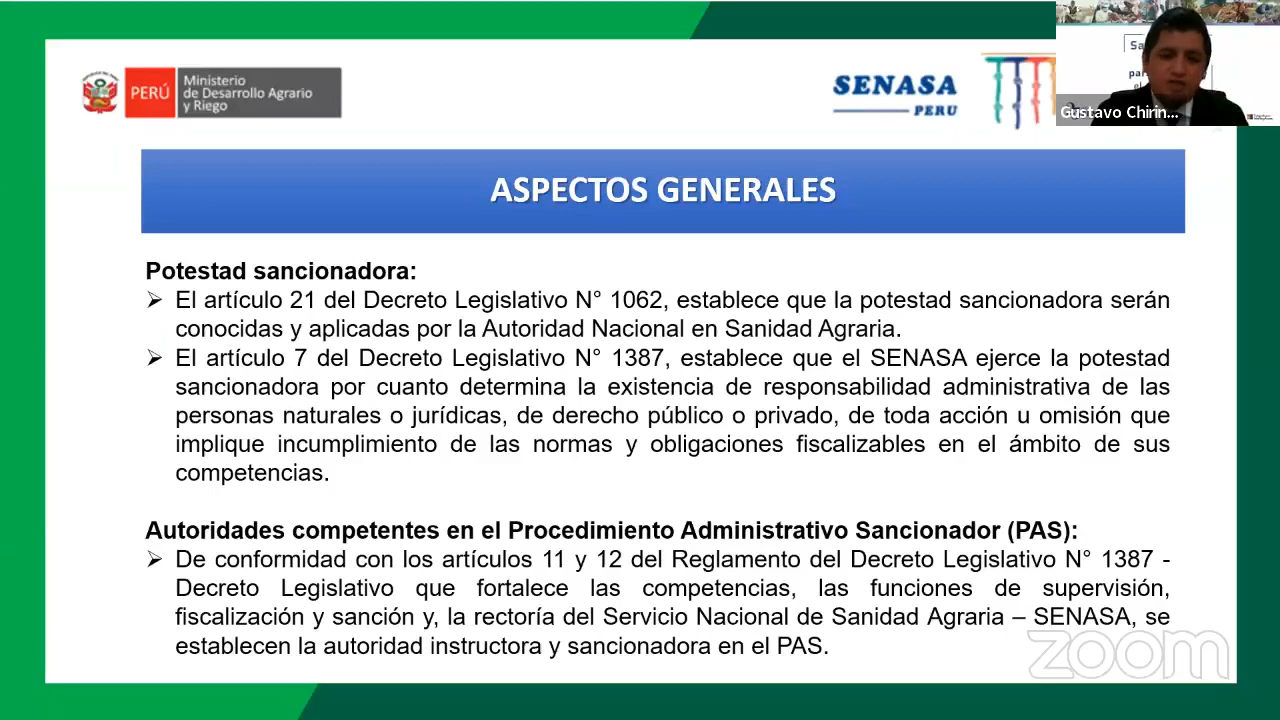 PERÚ
Ministerio
de Desarrollo Agrario
y Riego
SENASA
PERU
Gustavo Chirin...
ASPECTOS GENERALES
Potestad sancionadora:
➢ El artículo 21 del Decreto Legislativo N° 1062, establece que la potestad sancionadora serán
conocidas y aplicadas por la Autoridad Nacional en Sanidad Agraria.
➢ El artículo 7 del Decreto Legislativo N° 1387, establece que el SENASA ejerce la potestad
sancionadora por cuanto determina la existencia de responsabilidad administrativa de las
personas naturales o jurídicas, de derecho público o privado, de toda acción u omisión que
implique incumplimiento de las normas y obligaciones fiscalizables en el ámbito de sus
competencias.
Autoridades competentes en el Procedimiento Administrativo Sancionador (PAS):
➢ De conformidad con los artículos 11 y 12 del Reglamento del Decreto Legislativo N° 1387 -
Decreto Legislativo que fortalece las competencias, las funciones de supervisión,
fiscalización y sanción y, la rectoría del Servicio Nacional de Sanidad Agraria – SENASA, se
establecen la autoridad instructora y sancionadora en el PAS.
zoom